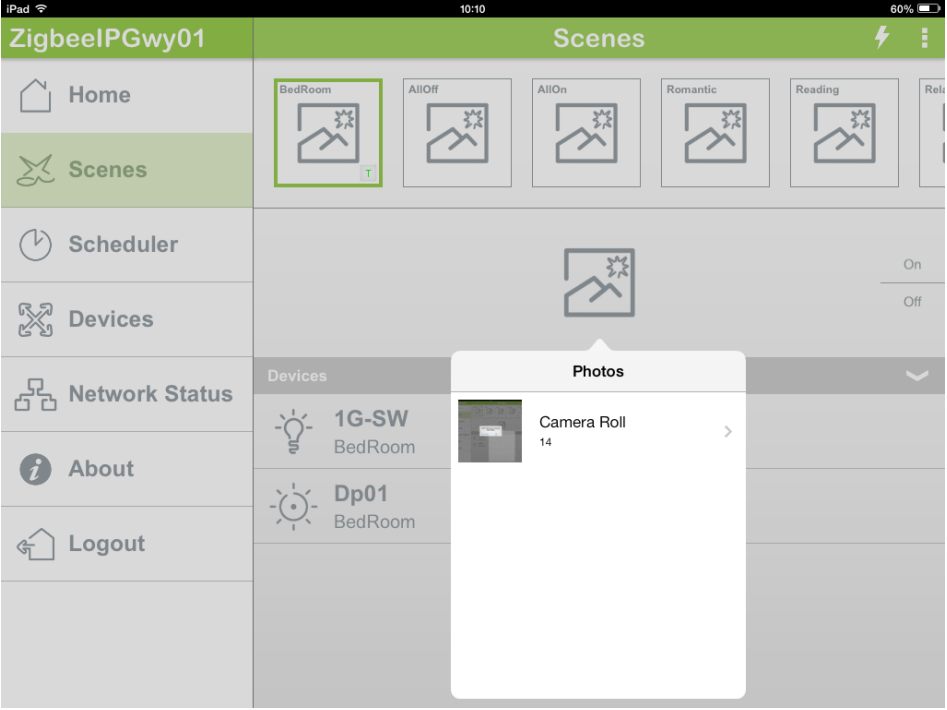 iPad 10:10 60%
ZigbeeIPGwy01
Scenes
Home
Scenes
Scheduler
Devices
Network Status
About
Logout
BedRoom
T
AllOff
AllOn
Romantic
Reading
Rela
On
Off
Devices
1G-SW
BedRoom
Dp01
BedRoom
Photos
Camera Roll
14